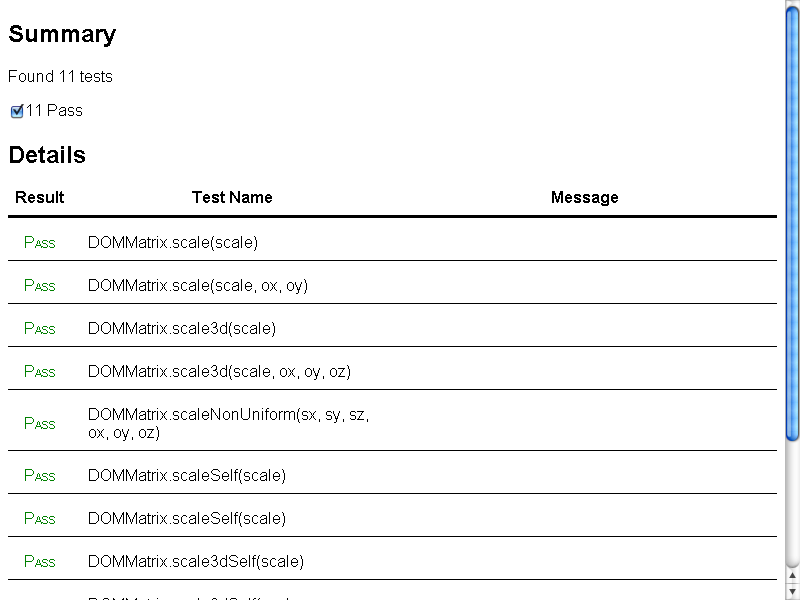 Summary
Found 11 tests
11 Pass
Details
Result Test Name Message
Pass DOMMatrix.scale(scale)
Pass DOMMatrix.scale(scale, ox, oy)
Pass DOMMatrix.scale3d(scale)
Pass DOMMatrix.scale3d(scale, ox, oy, oz)
Pass DOMMatrix.scaleNonUniform(sx, sy, sz,
ox, oy, oz)
Pass DOMMatrix.scaleSelf(scale)
Pass DOMMatrix.scaleSelf(scale)
Pass DOMMatrix.scale3dSelf(scale)